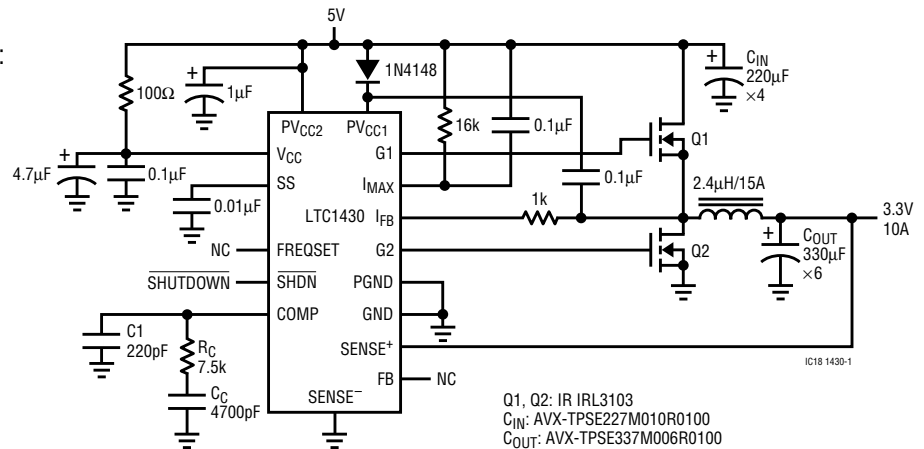 5V
:
1N4148
C_IN
220µF
×4
100Ω
1µF
PV_CC2
PV_CC1
16k
0.1µF
V_CC
G1
Q1
4.7µF
0.1µF
SS
I_MAX
0.1µF
2.4µH/15A
0.01µF
LTC1430
I_FB
1k
3.3V
10A
NC
FREQSET
G2
Q2
C_OUT
330µF
×6
SHUTDOWN
SHDN
PGND
COMP
GND
C1
220pF
R_C
7.5k
SENSE+
IC18 1430-1
C_C
4700pF
FB
NC
SENSE−
Q1, Q2: IR IRL3103
C_IN: AVX-TPSE227M010R0100
C_OUT: AVX-TPSE337M006R0100